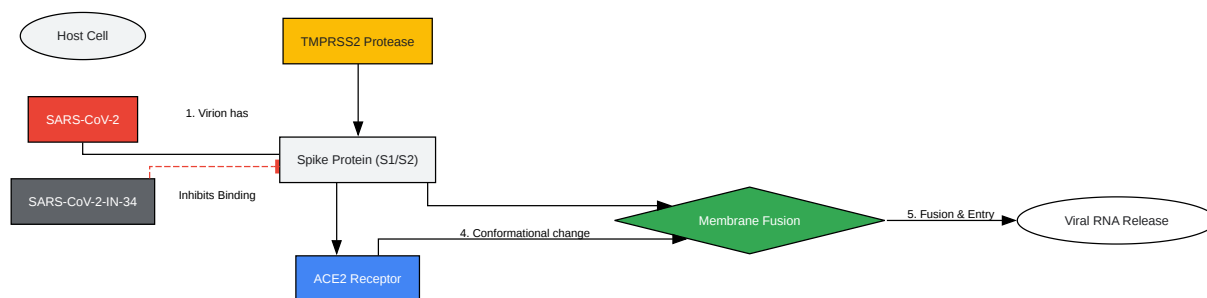 Host Cell
TMPRSS2 Protease
SARS-CoV-2
1. Virion has
Spike Protein (S1/S2)
SARS-CoV-2-IN-34
Inhibits Binding
Membrane Fusion
5. Fusion & Entry
Viral RNA Release
4. Conformational change
ACE2 Receptor